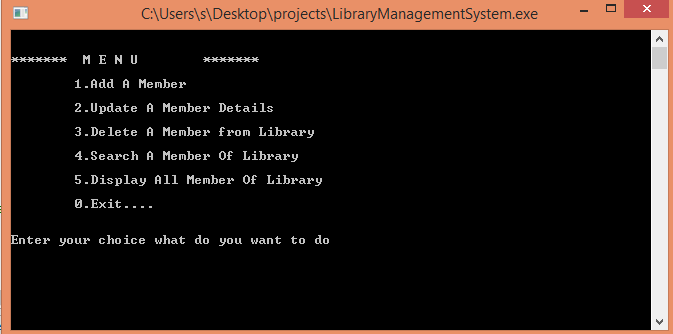 C:\Users\s\Desktop\projects\LibraryManagementSystem.exe
******* M E N U *******
1.Add A Member
2.Update A Member Details
3.Delete A Member from Library
4.Search A Member Of Library
5.Display All Member Of Library
0.Exit....
Enter your choice what do you want to do